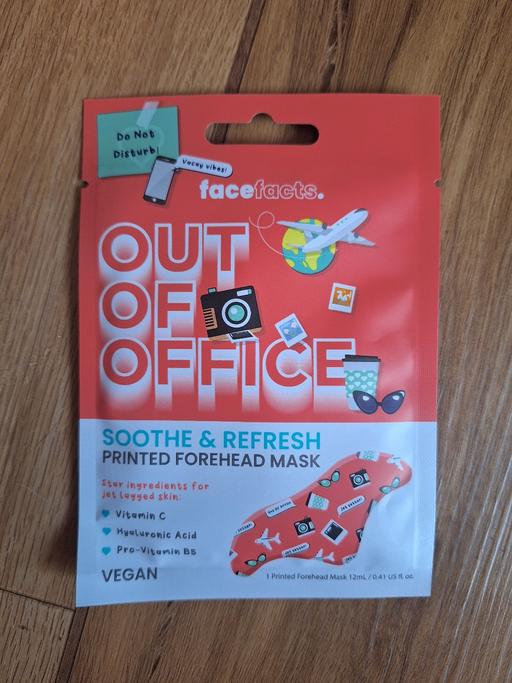 Do Not
Disturb!
Vacay vibes!
facefacts.
OUT
OF
OFFICE
SOOTHE & REFRESH
PRINTED FOREHEAD MASK
Star ingredients for
jet lagged skin:
Vitamin C
Hyaluronic Acid
Pro-Vitamin B5
VEGAN
1 Printed Forehead Mask 12mL / 0.41 US fl. oz.